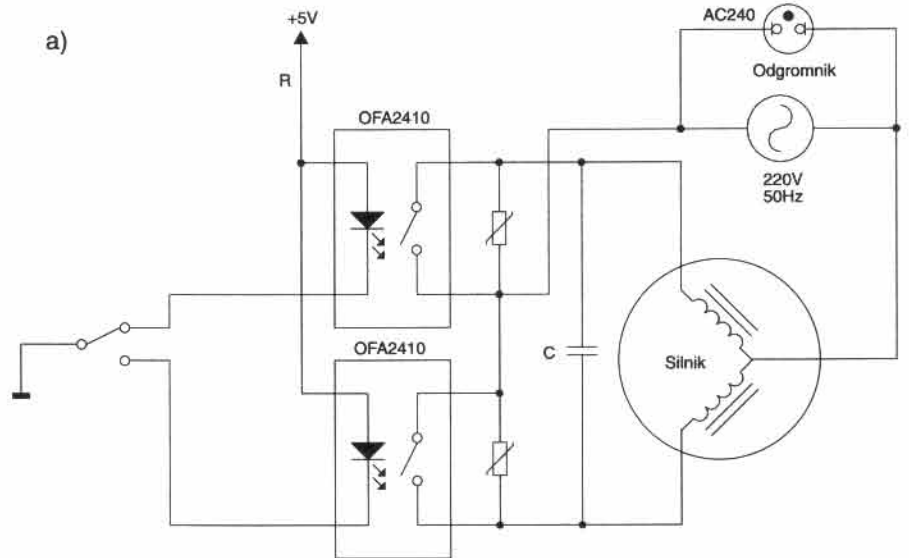 a)
+5V
R
OFA2410
AC240
Odgromnik
220V
50Hz
OFA2410
C
Silnik